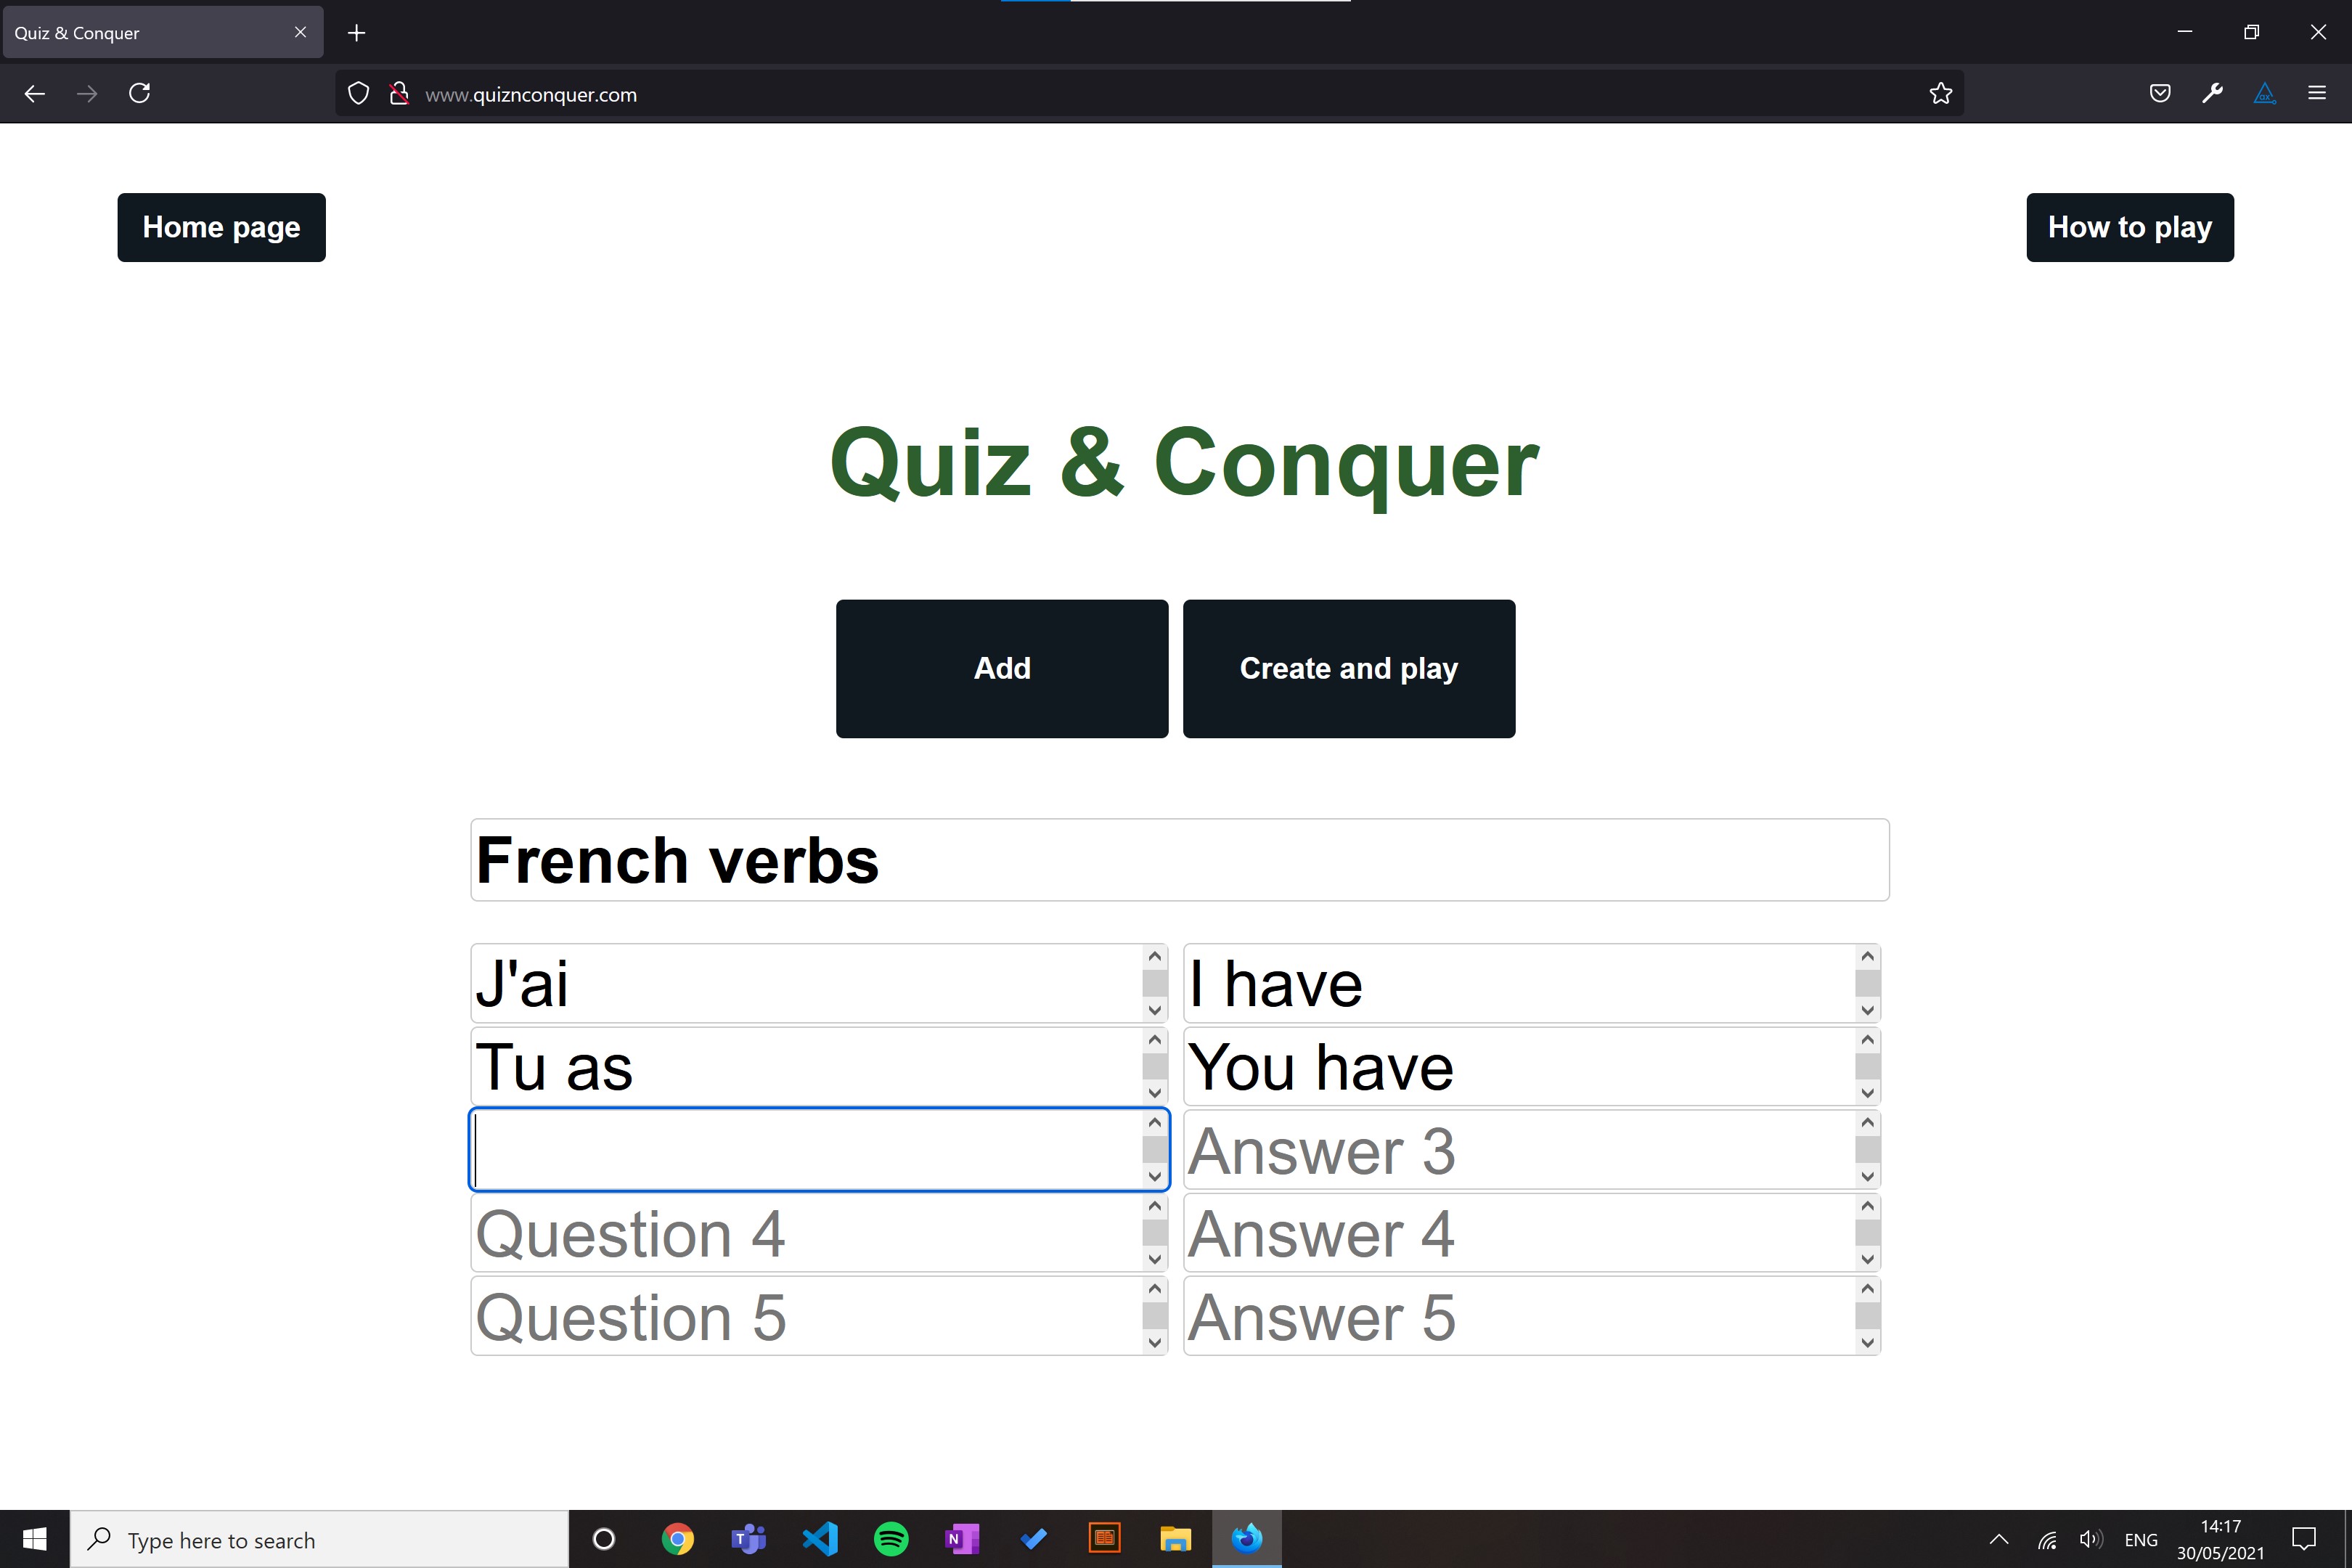 Quiz & Conquer
www.quiznconquer.com
Home page
How to play
Quiz & Conquer
Add
Create and play
French verbs
J'ai
I have
Tu as
You have
Answer 3
Question 4
Answer 4
Question 5
Answer 5
Type here to search
ENG
14:17
30/05/2021